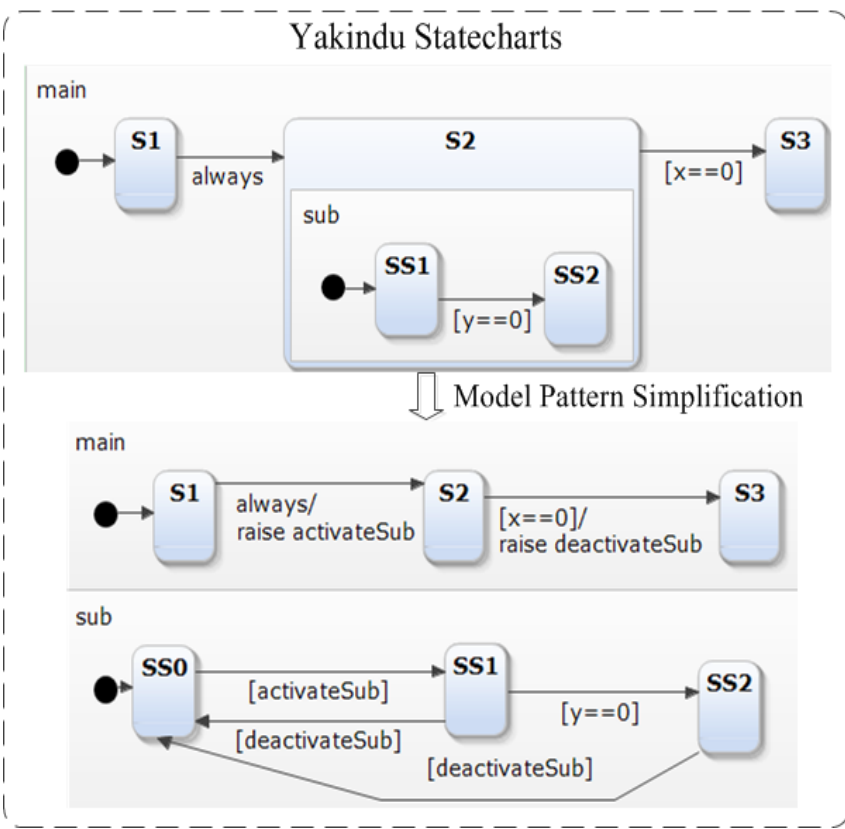 Yakindu Statecharts
main
S1
always
S2
[x==0]
S3
sub
SS1
[y==0]
SS2
Model Pattern Simplification
main
S1
always/
raise activateSub
S2
[x==0]/
raise deactivateSub
S3
sub
SS0
[activateSub]
[deactivateSub]
SS1
[y==0]
SS2
[deactivateSub]